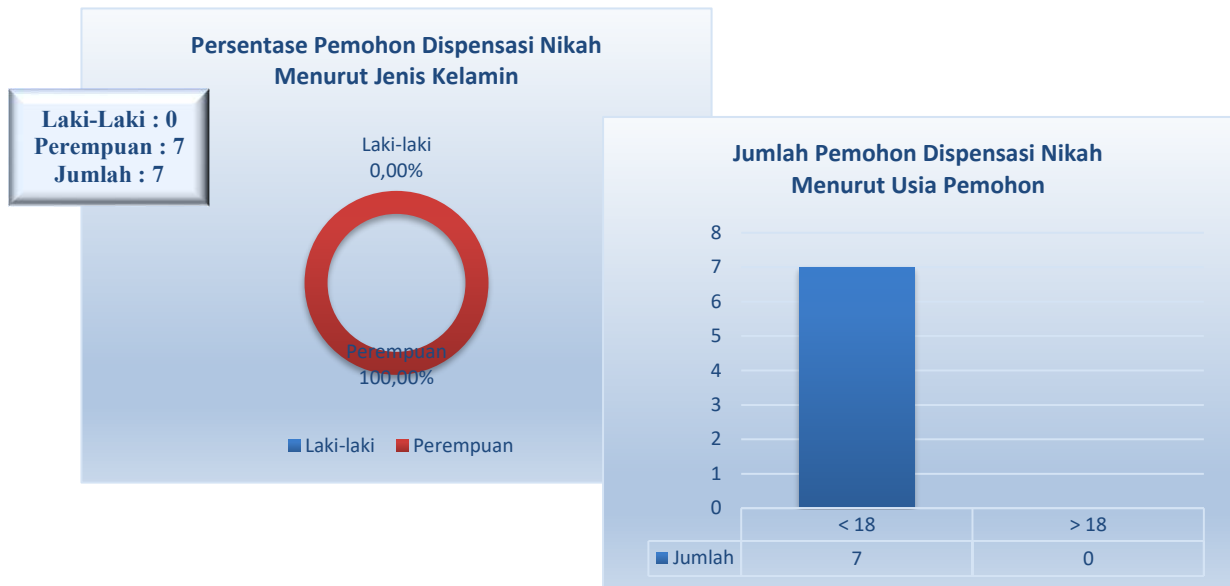 Persentase Pemohon Dispensasi Nikah
Menurut Jenis Kelamin
Laki-Laki : 0
Perempuan : 7
Jumlah : 7
Laki-laki
0,00%
Perempuan
100,00%
Laki-laki Perempuan
Jumlah Pemohon Dispensasi Nikah
Menurut Usia Pemohon
8
7
6
5
4
3
2
1
0
< 18 > 18
Jumlah 7 0